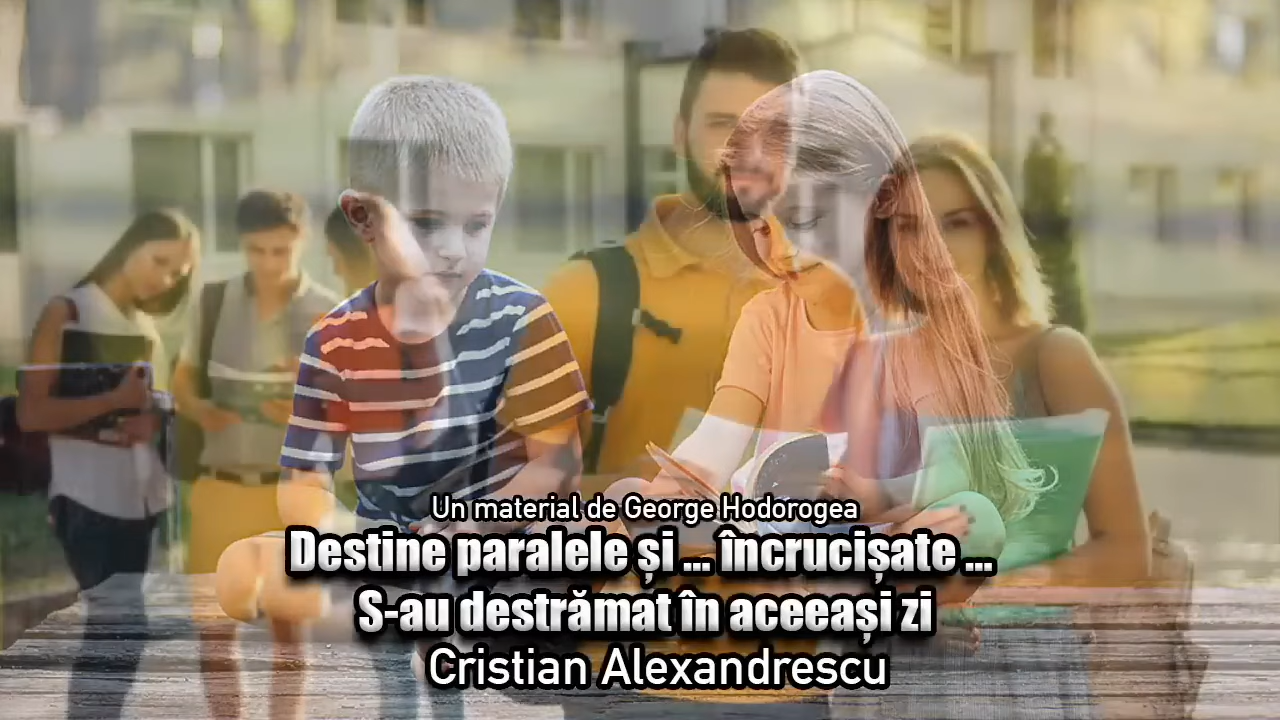 Un material de George Hodorogea
Destine paralele și ... încrucișate ...
S-au destrămat în aceeași zi
Cristian Alexandrescu